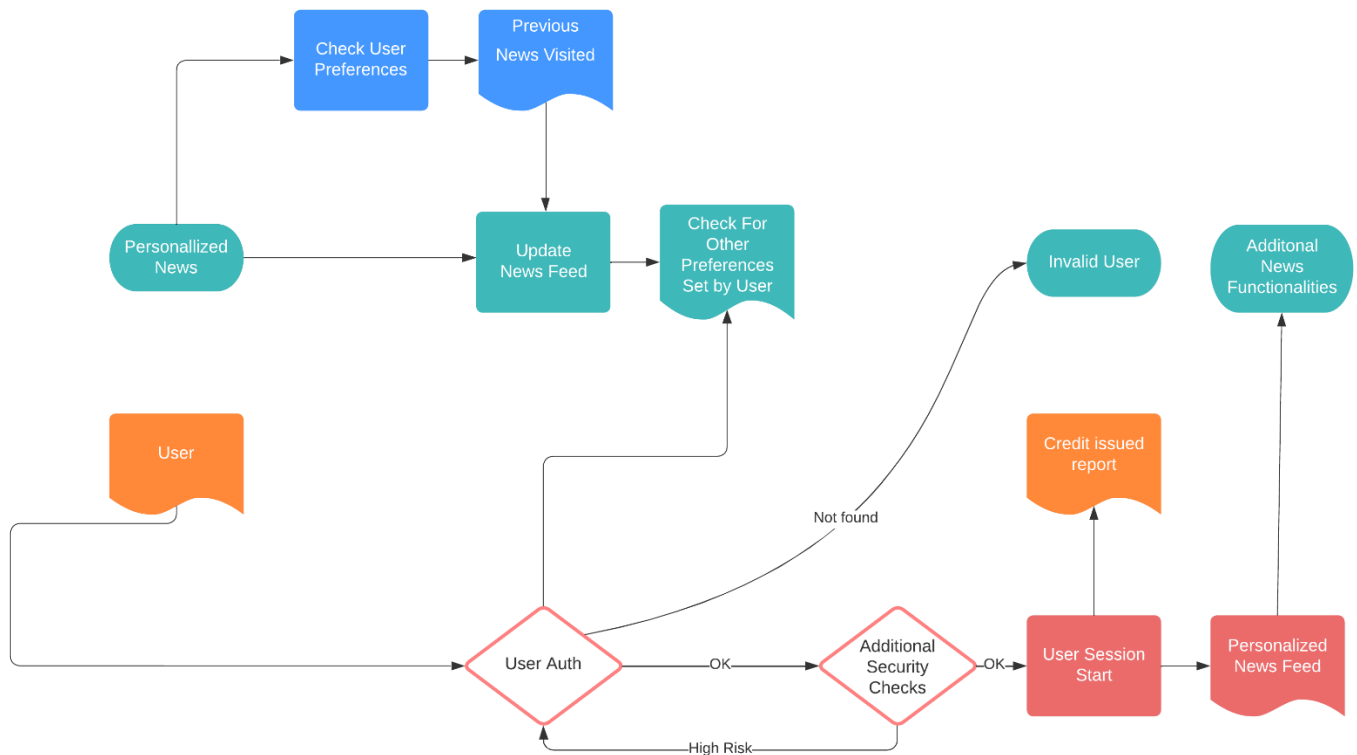 Previous
News Visited
Check User
Preferences
Personallized
News
Update
News Feed
Check For
Other
Preferences
Set by User
Invalid User
Additonal
News
Functionalities
User
Credit issued
report
Not found
User Auth
OK
Additional
Security
Checks
OK
User Session
Start
Personalized
News Feed
High Risk